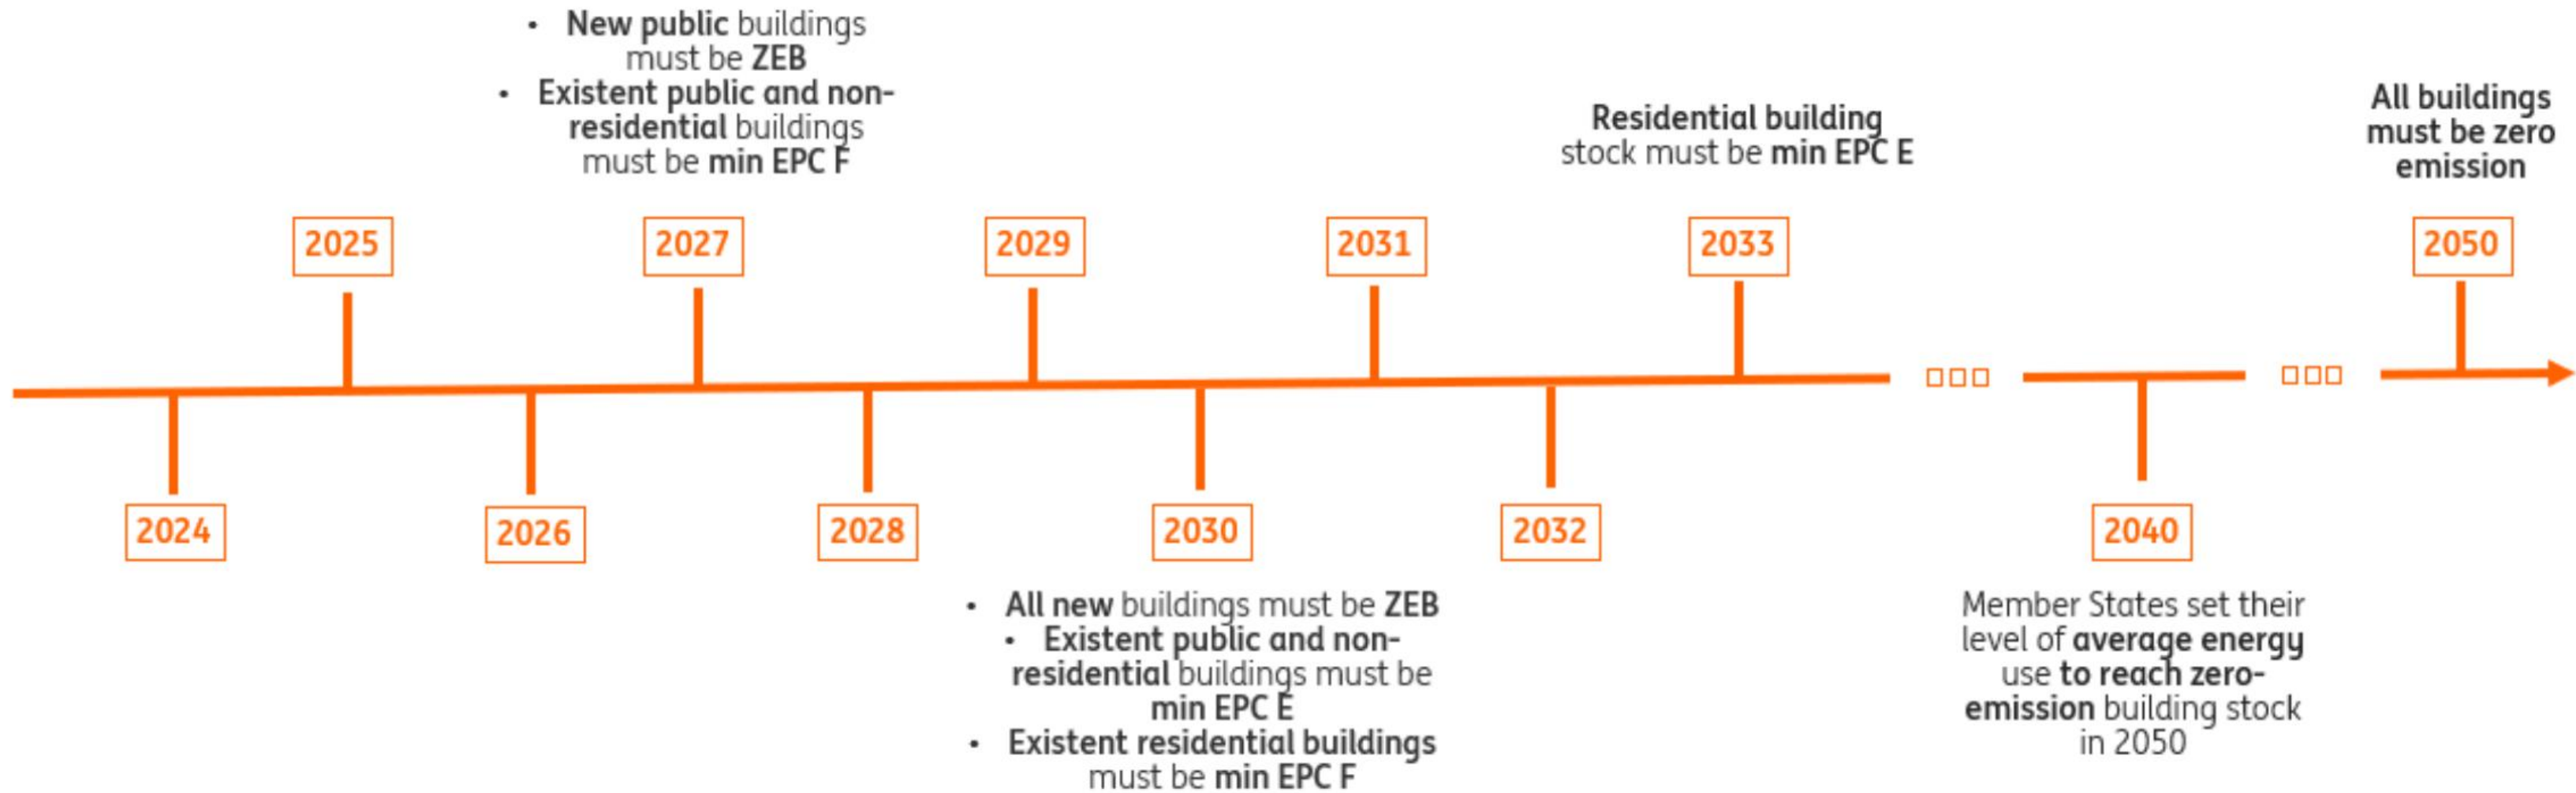 • New public buildings
must be ZEB
• Existent public and non-
residential buildings
must be min EPC F
Residential building
stock must be min EPC E
All buildings
must be zero
emission
2025
2027
2029
2031
2033
2050
2024
2026
2028
2030
2032
2040
• All new buildings must be ZEB
• Existent public and non-
residential buildings must be
min EPC E
• Existent residential buildings
must be min EPC F
Member States set their
level of average energy
use to reach zero-
emission building stock
in 2050